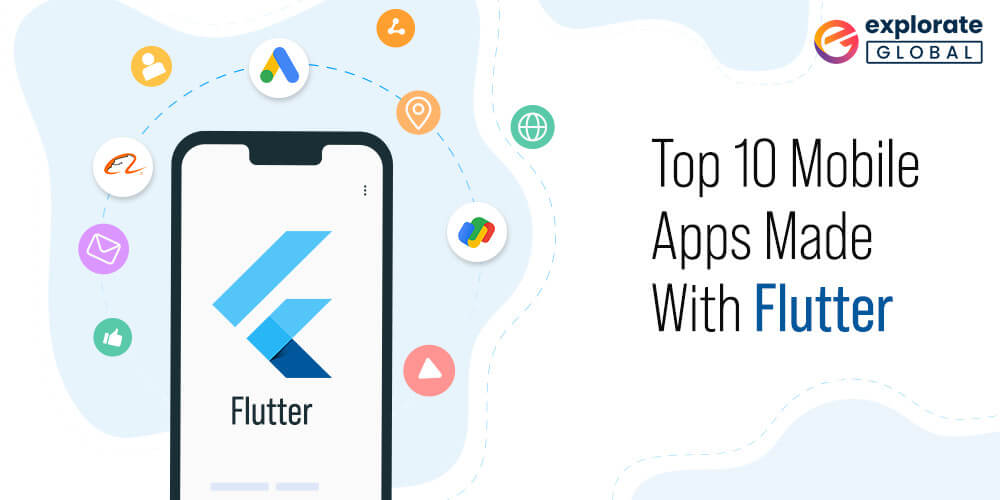 explorate
GLOBAL
Top 10 Mobile
Apps Made
With Flutter
Flutter